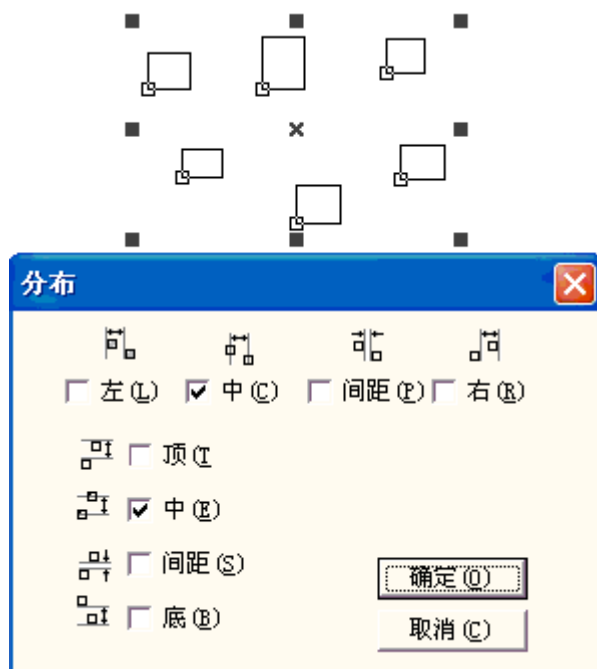 分布
左(L) 中(C) 间距(P) 右(R)
顶(T
中(E)
间距(S)
底(B)
确定(O)
取消(C)